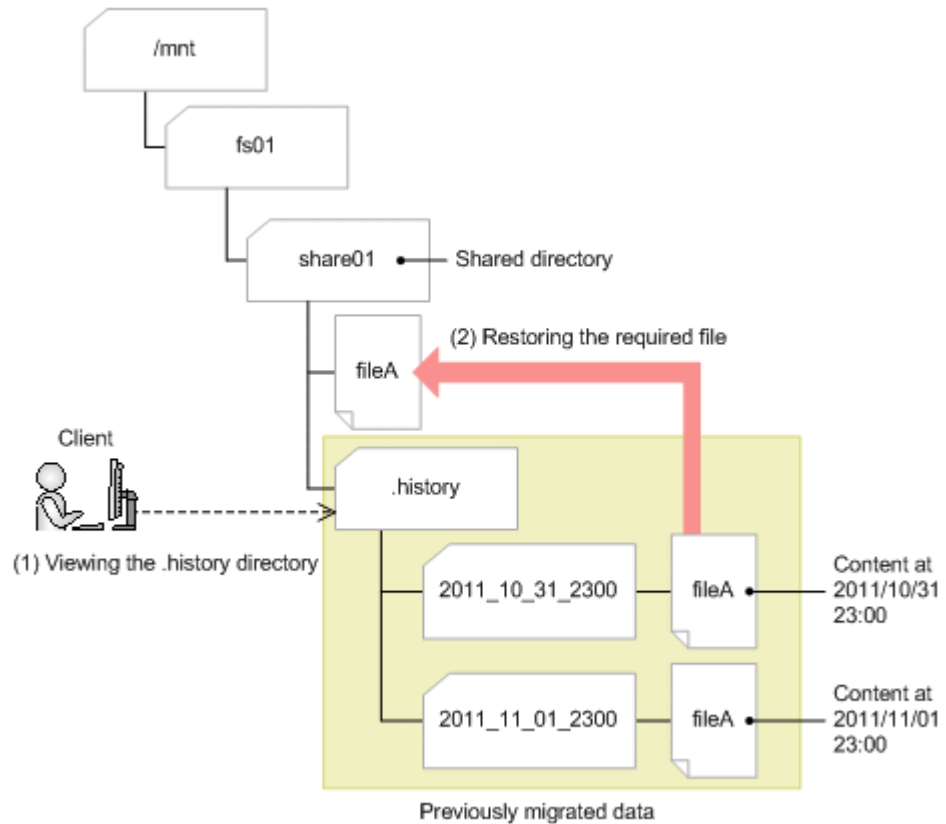 /mnt
fs01
share01
Shared directory
(2) Restoring the required file
fileA
Client
.history
(1) Viewing the .history directory
2011_10_31_2300
fileA
Content at
2011/10/31
23:00
2011_11_01_2300
fileA
Content at
2011/11/01
23:00
Previously migrated data